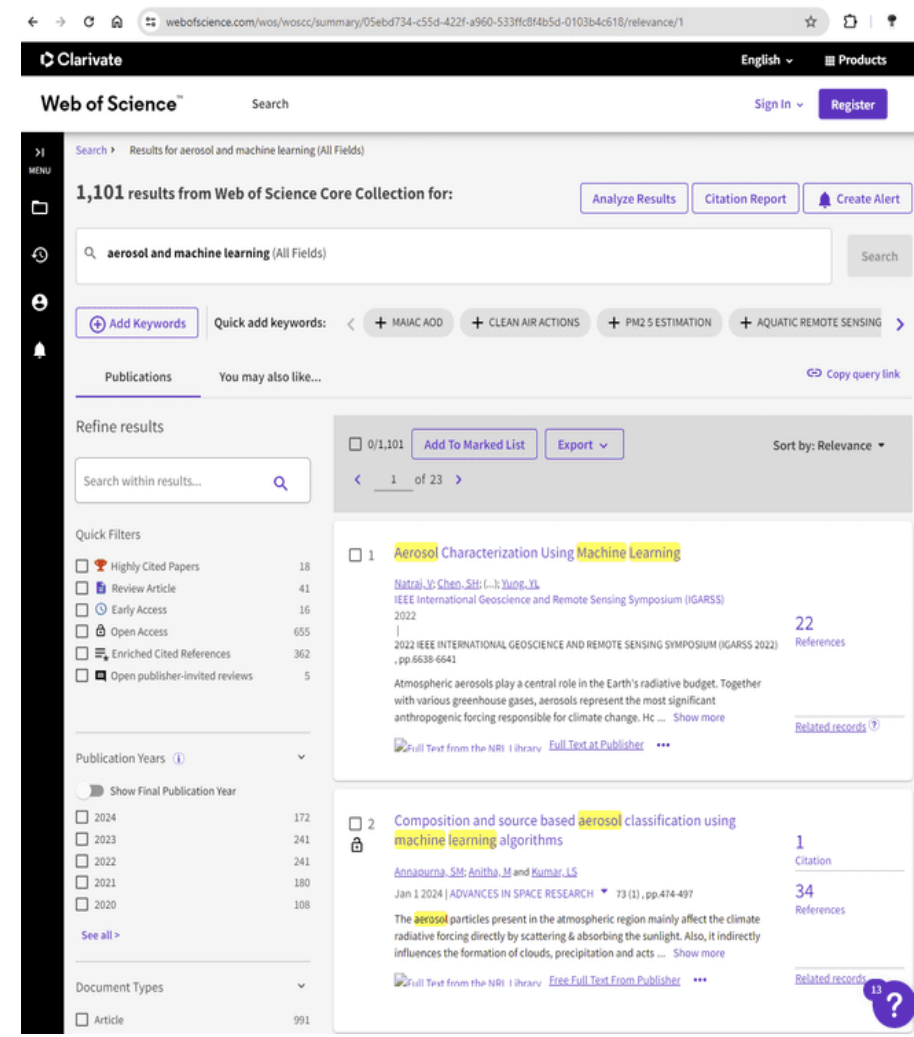 webofscience.com/wos/woscc/summary/05ebd734-c55d-422f-a960-533ffc8f4b5d-0103b4c618/relevance/1
Clarivate English Products
Web of Science™ Search Sign In Register
MENU
Search > Results for aerosol and machine learning (All Fields)
1,101 results from Web of Science Core Collection for:
Analyze Results Citation Report Create Alert
aerosol and machine learning (All Fields)
Search
Add Keywords Quick add keywords: + MAIAC AOD + CLEAN AIR ACTIONS + PM2 5 ESTIMATION + AQUATIC REMOTE SENSING
Publications You may also like... Copy query link
Refine results
Search within results...
Quick Filters
Highly Cited Papers 18
Review Article 41
Early Access 16
Open Access 655
Enriched Cited References 362
Open publisher-invited reviews 5
Publication Years
Show Final Publication Year
2024 172
2023 241
2022 241
2021 180
2020 108
See all >
Document Types
Article 991
0/1,101 Add To Marked List Export Sort by: Relevance
< 1 of 23 >
1 Aerosol Characterization Using Machine Learning
Natraj, V; Chen, SH; (...); Yung, YL
IEEE International Geoscience and Remote Sensing Symposium (IGARSS)
2022
|
2022 IEEE INTERNATIONAL GEOSCIENCE AND REMOTE SENSING SYMPOSIUM (IGARSS 2022)
, pp.6638-6641
Atmospheric aerosols play a central role in the Earth's radiative budget. Together
with various greenhouse gases, aerosols represent the most significant
anthropogenic forcing responsible for climate change. Hc ... Show more
Full Text from the NRL Library Full Text at Publisher •••
22
References
Related records ?
2 Composition and source based aerosol classification using
machine learning algorithms
Annapurna, SM; Anitha, M and Kumar, LS
Jan 1 2024 | ADVANCES IN SPACE RESEARCH 73 (1) , pp.474-497
The aerosol particles present in the atmospheric region mainly affect the climate
radiative forcing directly by scattering & absorbing the sunlight. Also, it indirectly
influences the formation of clouds, precipitation and acts ... Show more
Full Text from the NRL Library Free Full Text From Publisher •••
1
Citation
34
References
Related records
13
?